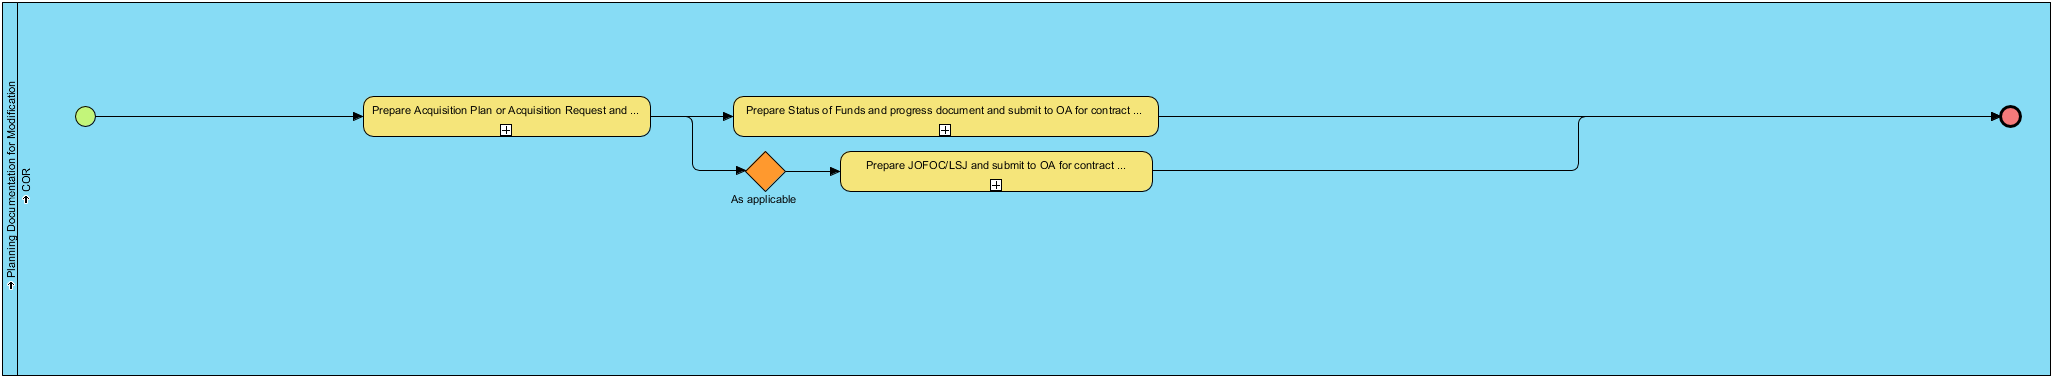 Planning Documentation for Modification
COR
Prepare Acquisition Plan or Acquisition Request and ...
Prepare Status of Funds and progress document and submit to OA for contract ...
Prepare JOFOC/LSJ and submit to OA for contract ...
As applicable